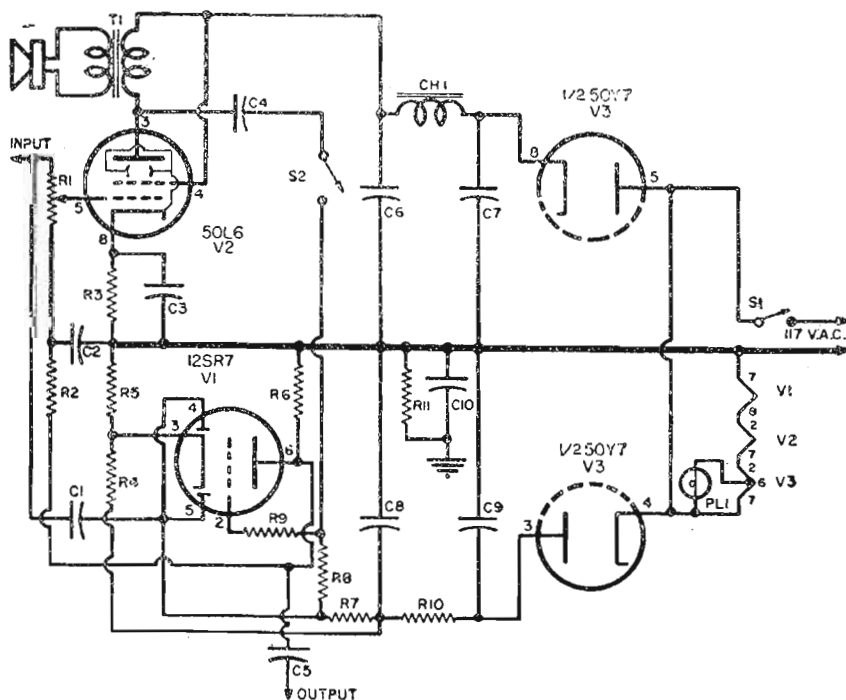 T1
CH1
1/2 50Y7
V3
C4
3
8
5
INPUT
R1
S2
4
5
C6
C7
8
50L6
V2
R3
C3
S1
117 V.A.C.
C2
12SR7
V1
R2
R5
R6
R11
C10
7
V1
8
2
V2
7
2
6
V3
7
PL1
4
3
6
R4
1/2 50Y7
V3
C1
5
2
R9
C8
C9
3
4
R8
R7
R10
C5
OUTPUT